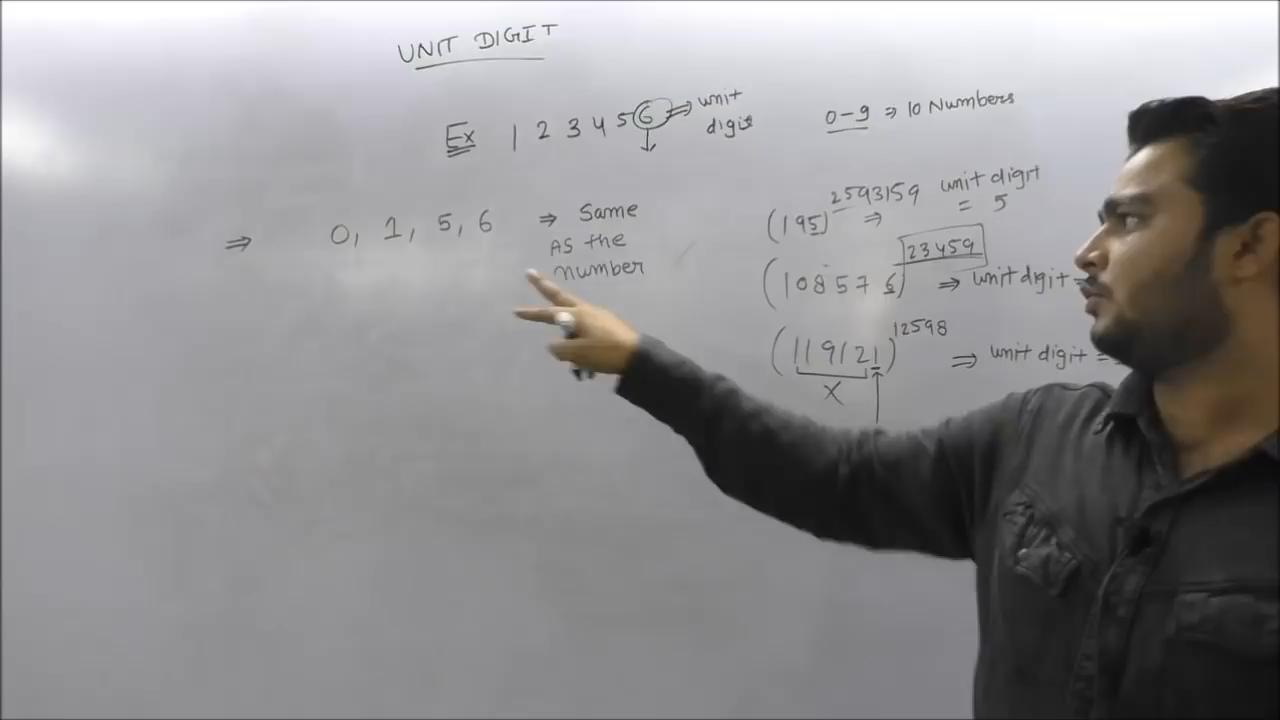 UNIT DIGIT
Ex 1 2 3 4 5 6 ⇒ unit digit
0-9 ⇒ 10 Numbers
⇒ 0, 1, 5, 6 ⇒ Same
As the
number
(195)^2593159 ⇒ unit digit
= 5
(108576)^23459 ⇒ unit digit =
(119121)^12598 ⇒ unit digit =
X